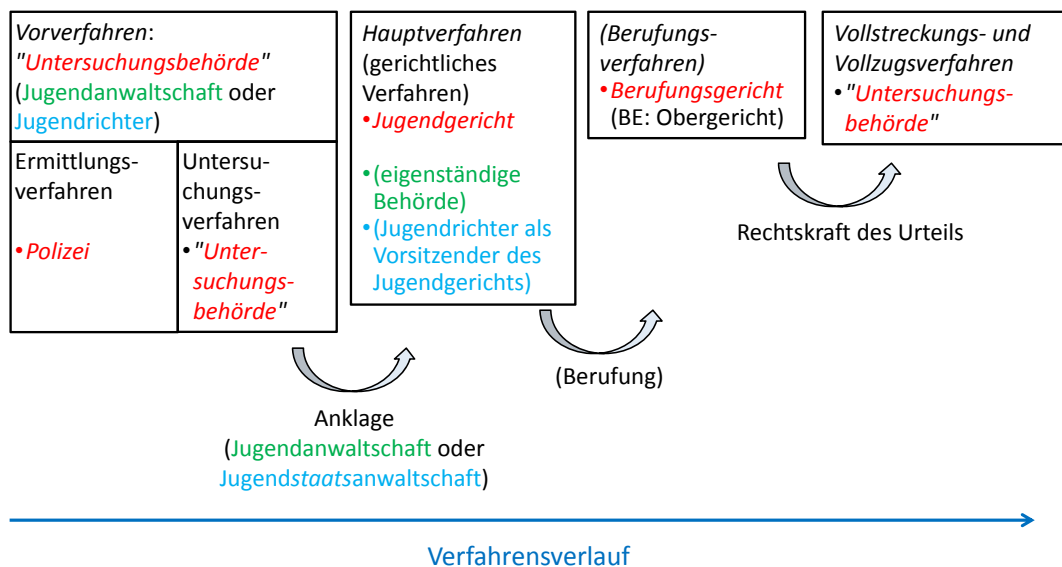 Vorverfahren:
"Untersuchungsbehörde"
(Jugendanwaltschaft oder
Jugendrichter)
Ermittlungs-
verfahren
•Polizei
Untersu-
chungs-
verfahren
•"Unter-
suchungs-
behörde"
Hauptverfahren
(gerichtliches
Verfahren)
•Jugendgericht
•(eigenständige
Behörde)
•(Jugendrichter als
Vorsitzender des
Jugendgerichts)
(Berufungs-
verfahren)
•Berufungsgericht
(BE: Obergericht)
Vollstreckungs- und
Vollzugsverfahren
•"Untersuchungs-
behörde"
Rechtskraft des Urteils
(Berufung)
Anklage
(Jugendanwaltschaft oder
Jugendstaatsanwaltschaft)
Verfahrensverlauf